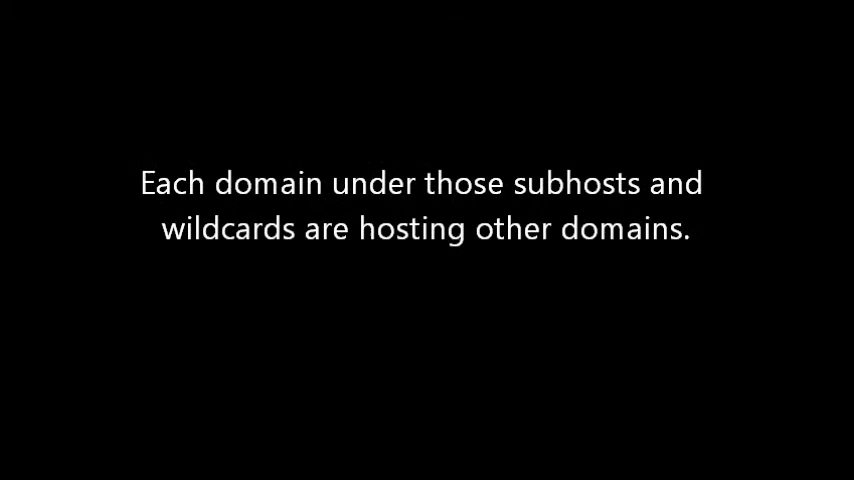 Each domain under those subhosts and
wildcards are hosting other domains.